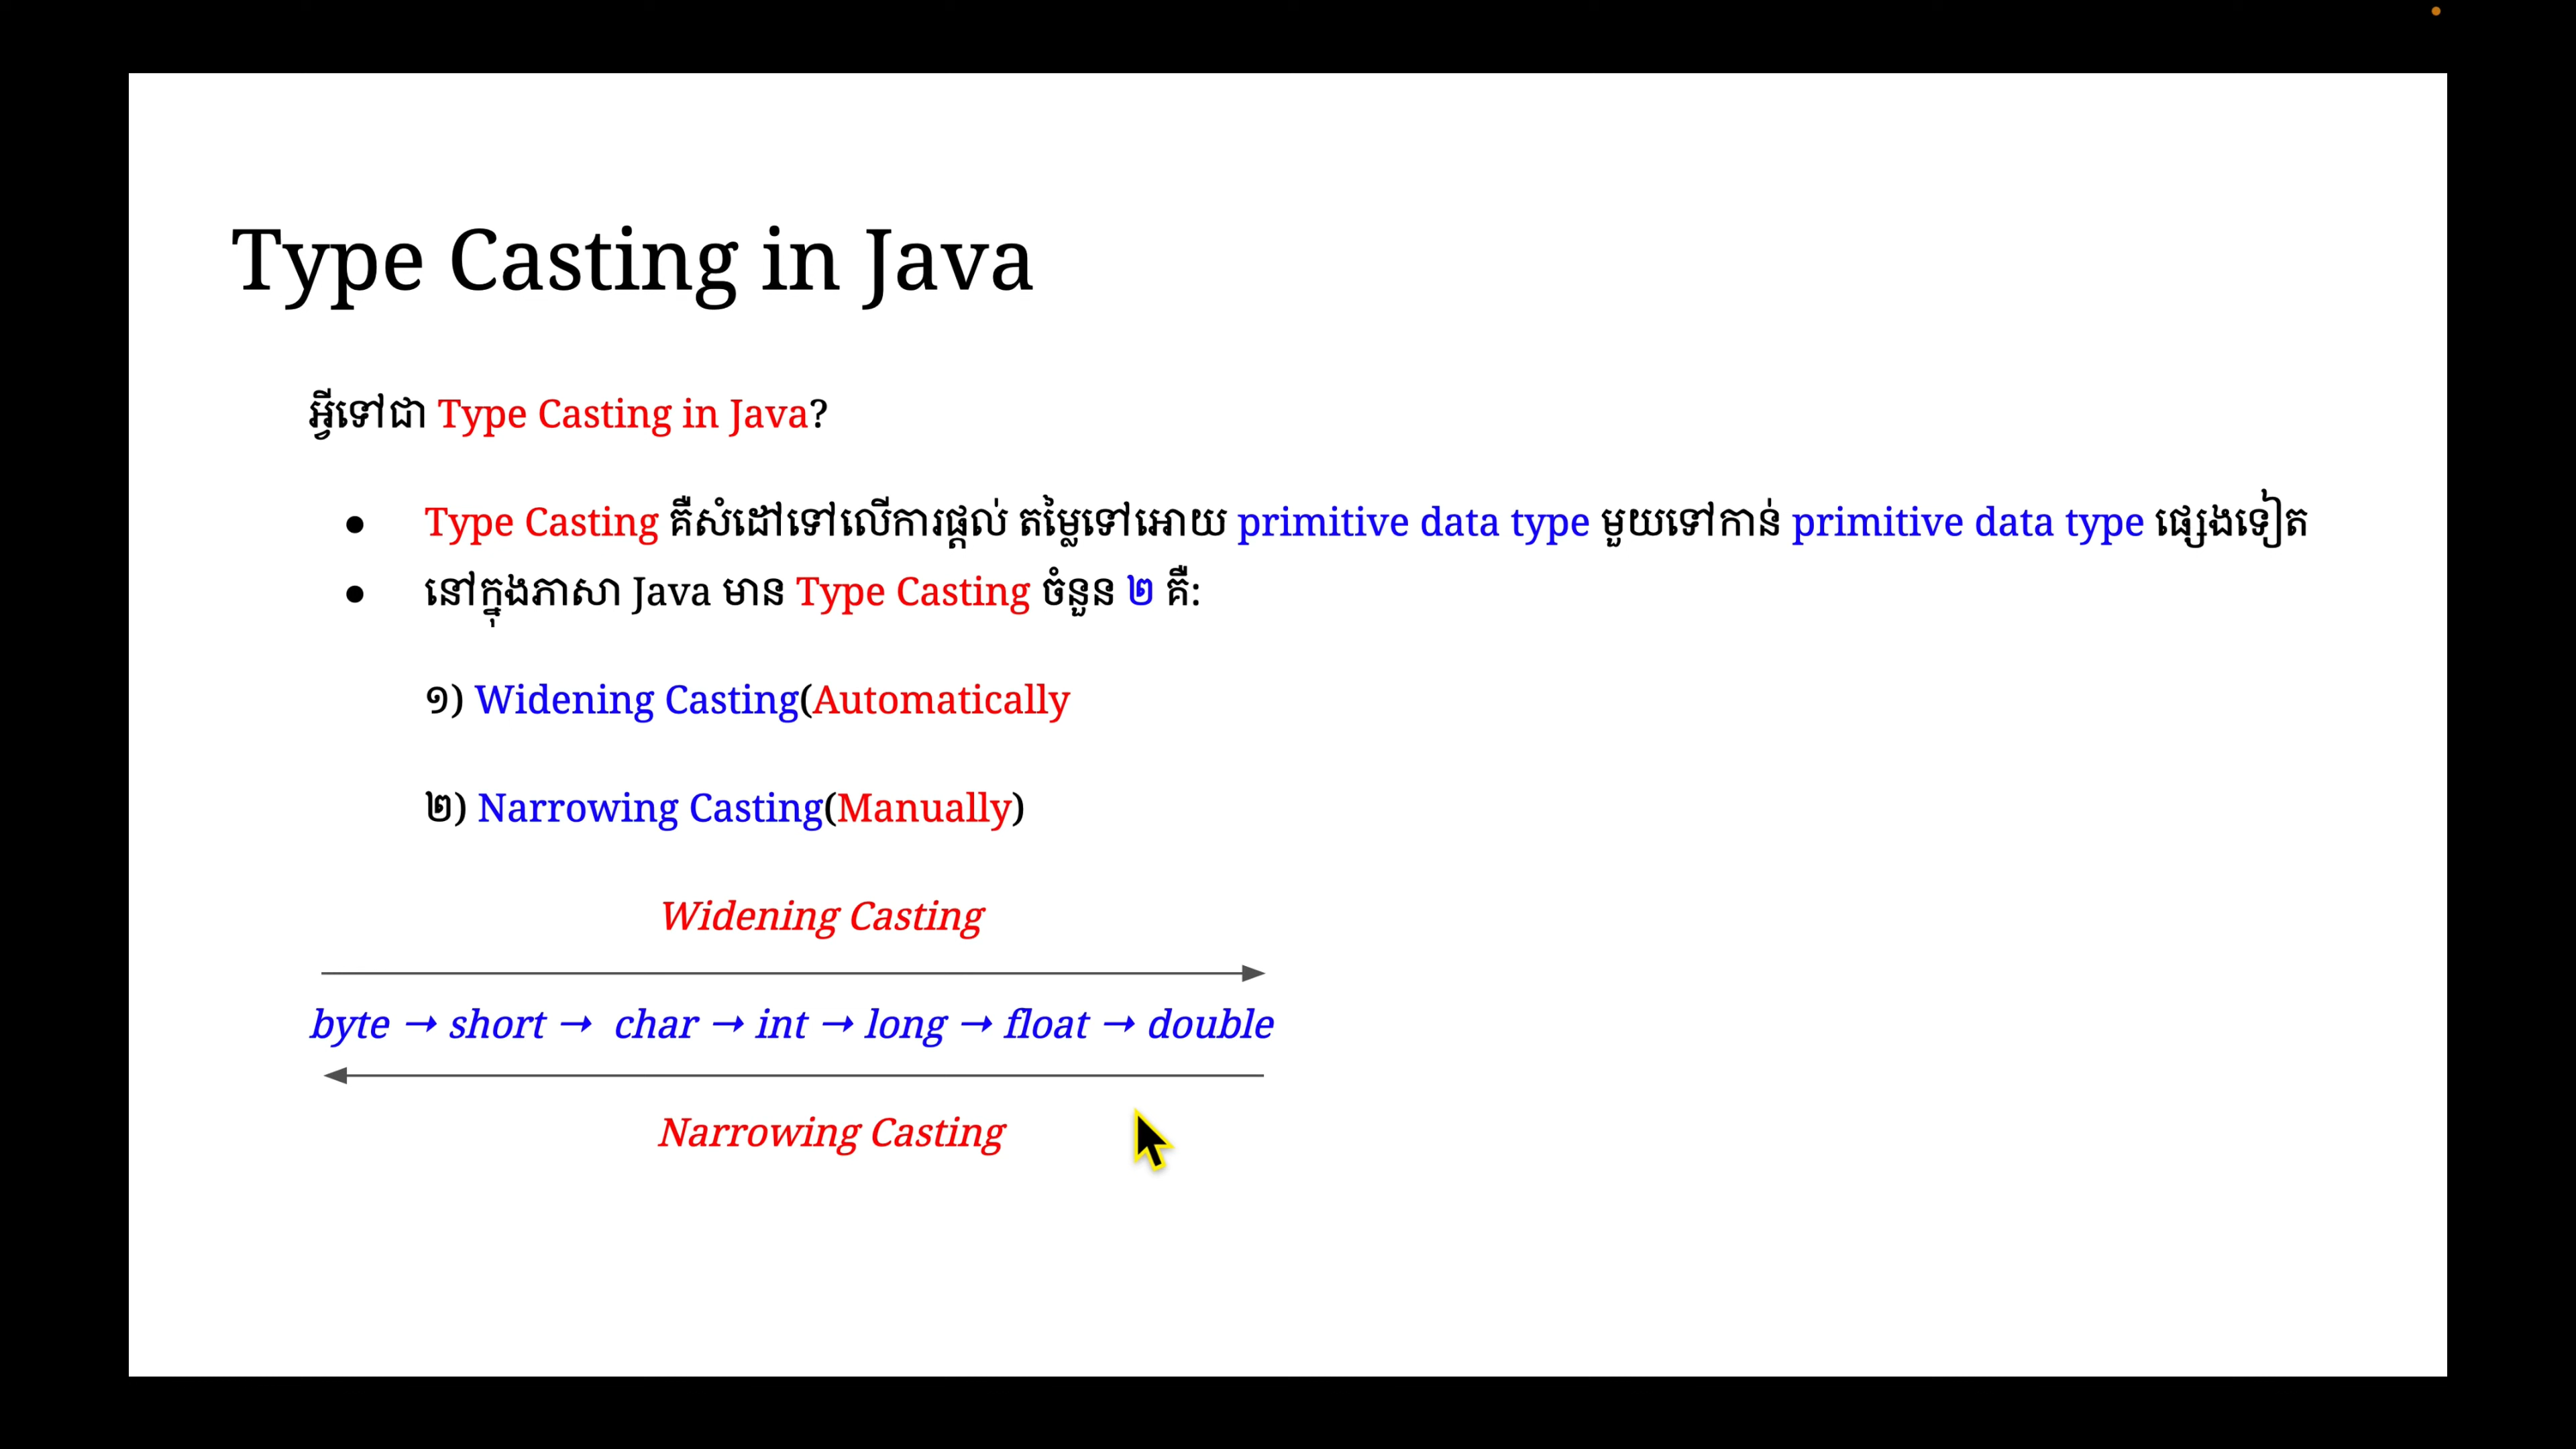 Type Casting in Java
អ្វីទៅជា Type Casting in Java?
● Type Casting គឺសំដៅទៅលើការផ្តល់ តម្លៃទៅអោយ primitive data type មួយទៅកាន់ primitive data type ផ្សេងទៀត
● នៅក្នុងភាសា Java មាន Type Casting ចំនួន ២ គឺ:
១) Widening Casting(Automatically
២) Narrowing Casting(Manually)
Widening Casting
byte → short → char → int → long → float → double
Narrowing Casting